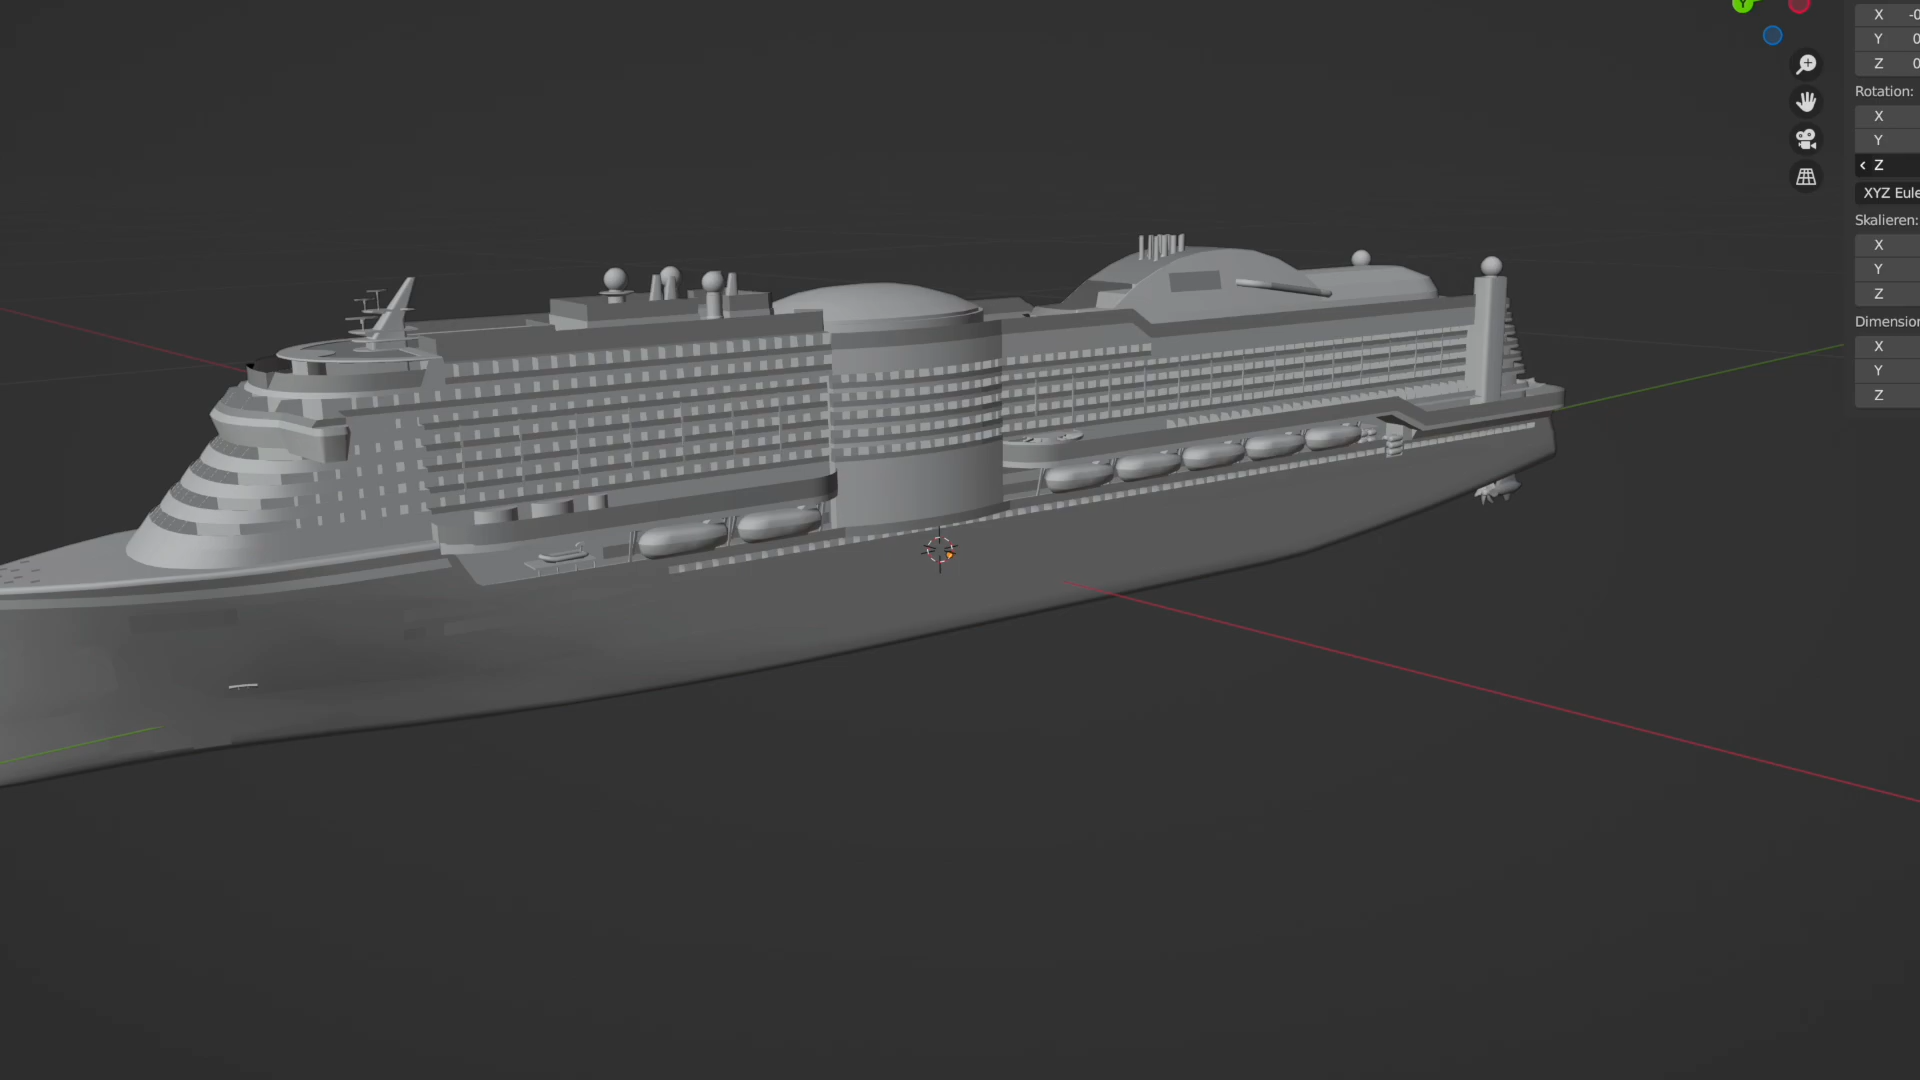 Y
X -0
Y 0
Z 0
Rotation:
X
Y
Z
XYZ Eule
Skalieren:
X
Y
Z
Dimension
X
Y
Z